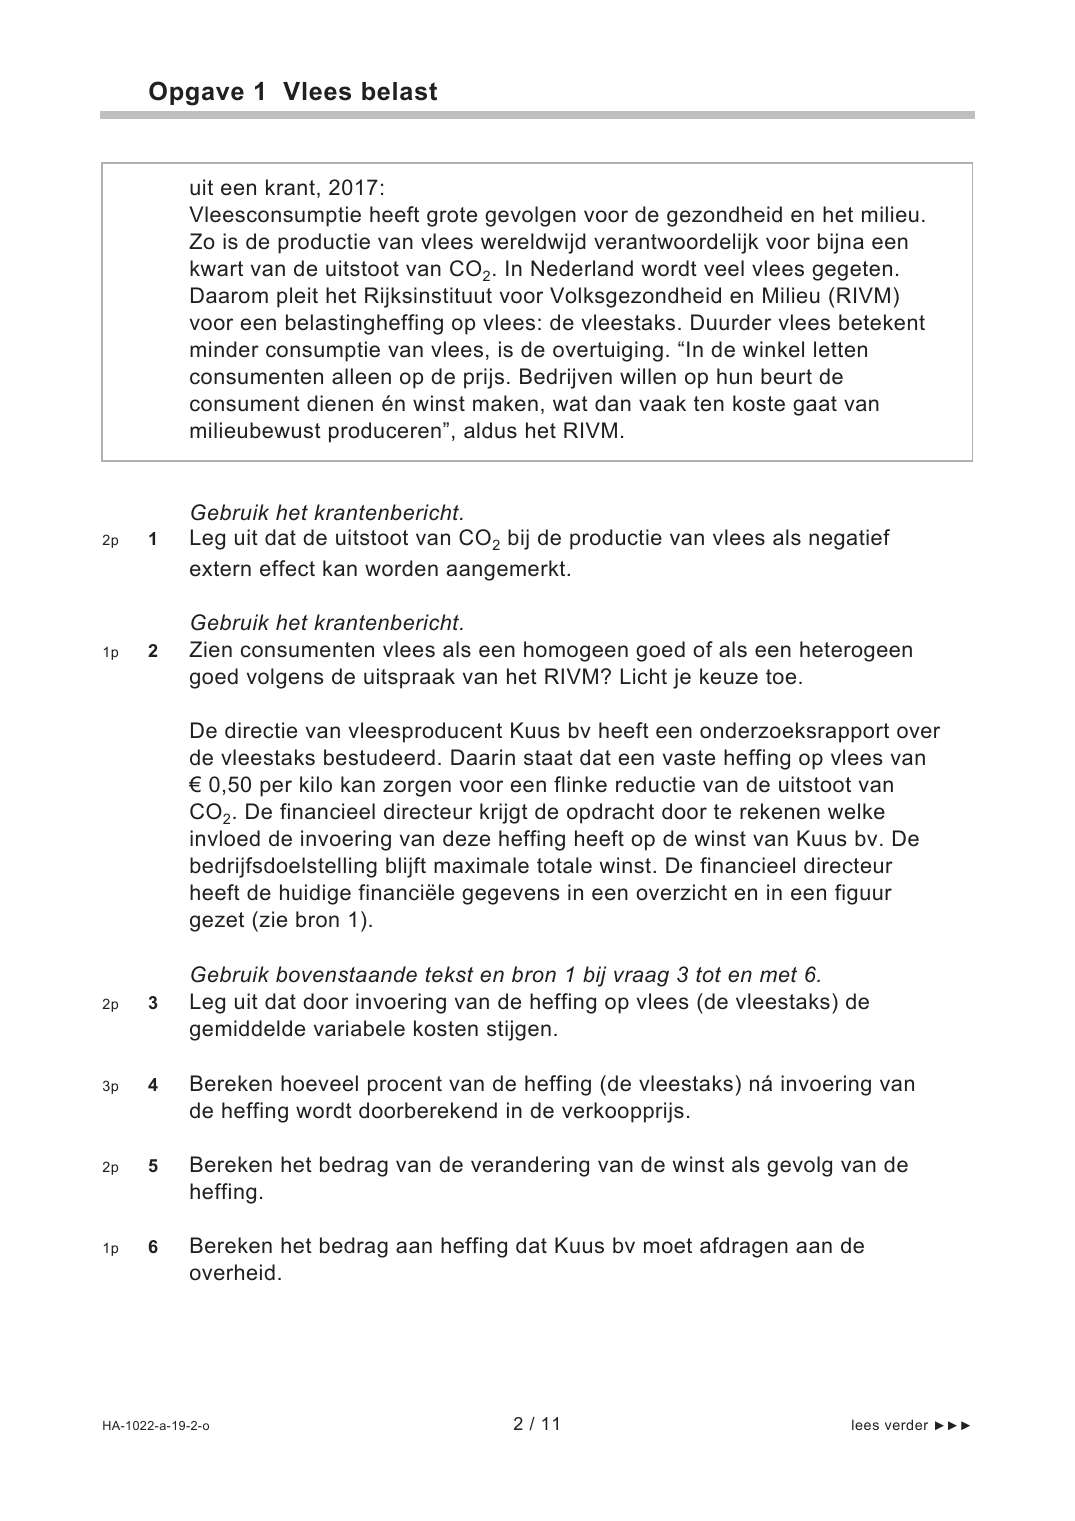 Opgave 1 Vlees belast
uit een krant, 2017:
Vleesconsumptie heeft grote gevolgen voor de gezondheid en het milieu.
Zo is de productie van vlees wereldwijd verantwoordelijk voor bijna een
kwart van de uitstoot van CO₂. In Nederland wordt veel vlees gegeten.
Daarom pleit het Rijksinstituut voor Volksgezondheid en Milieu (RIVM)
voor een belastingheffing op vlees: de vleestaks. Duurder vlees betekent
minder consumptie van vlees, is de overtuiging. “In de winkel letten
consumenten alleen op de prijs. Bedrijven willen op hun beurt de
consument dienen én winst maken, wat dan vaak ten koste gaat van
milieubewust produceren”, aldus het RIVM.
Gebruik het krantenbericht.
2p 1 Leg uit dat de uitstoot van CO₂ bij de productie van vlees als negatief
extern effect kan worden aangemerkt.
Gebruik het krantenbericht.
1p 2 Zien consumenten vlees als een homogeen goed of als een heterogeen
goed volgens de uitspraak van het RIVM? Licht je keuze toe.
De directie van vleesproducent Kuus bv heeft een onderzoeksrapport over
de vleestaks bestudeerd. Daarin staat dat een vaste heffing op vlees van
€ 0,50 per kilo kan zorgen voor een flinke reductie van de uitstoot van
CO₂. De financieel directeur krijgt de opdracht door te rekenen welke
invloed de invoering van deze heffing heeft op de winst van Kuus bv. De
bedrijfsdoelstelling blijft maximale totale winst. De financieel directeur
heeft de huidige financiële gegevens in een overzicht en in een figuur
gezet (zie bron 1).
Gebruik bovenstaande tekst en bron 1 bij vraag 3 tot en met 6.
2p 3 Leg uit dat door invoering van de heffing op vlees (de vleestaks) de
gemiddelde variabele kosten stijgen.
3p 4 Bereken hoeveel procent van de heffing (de vleestaks) ná invoering van
de heffing wordt doorberekend in de verkoopprijs.
2p 5 Bereken het bedrag van de verandering van de winst als gevolg van de
heffing.
1p 6 Bereken het bedrag aan heffing dat Kuus bv moet afdragen aan de
overheid.
HA-1022-a-19-2-o 2 / 11 lees verder ►►►